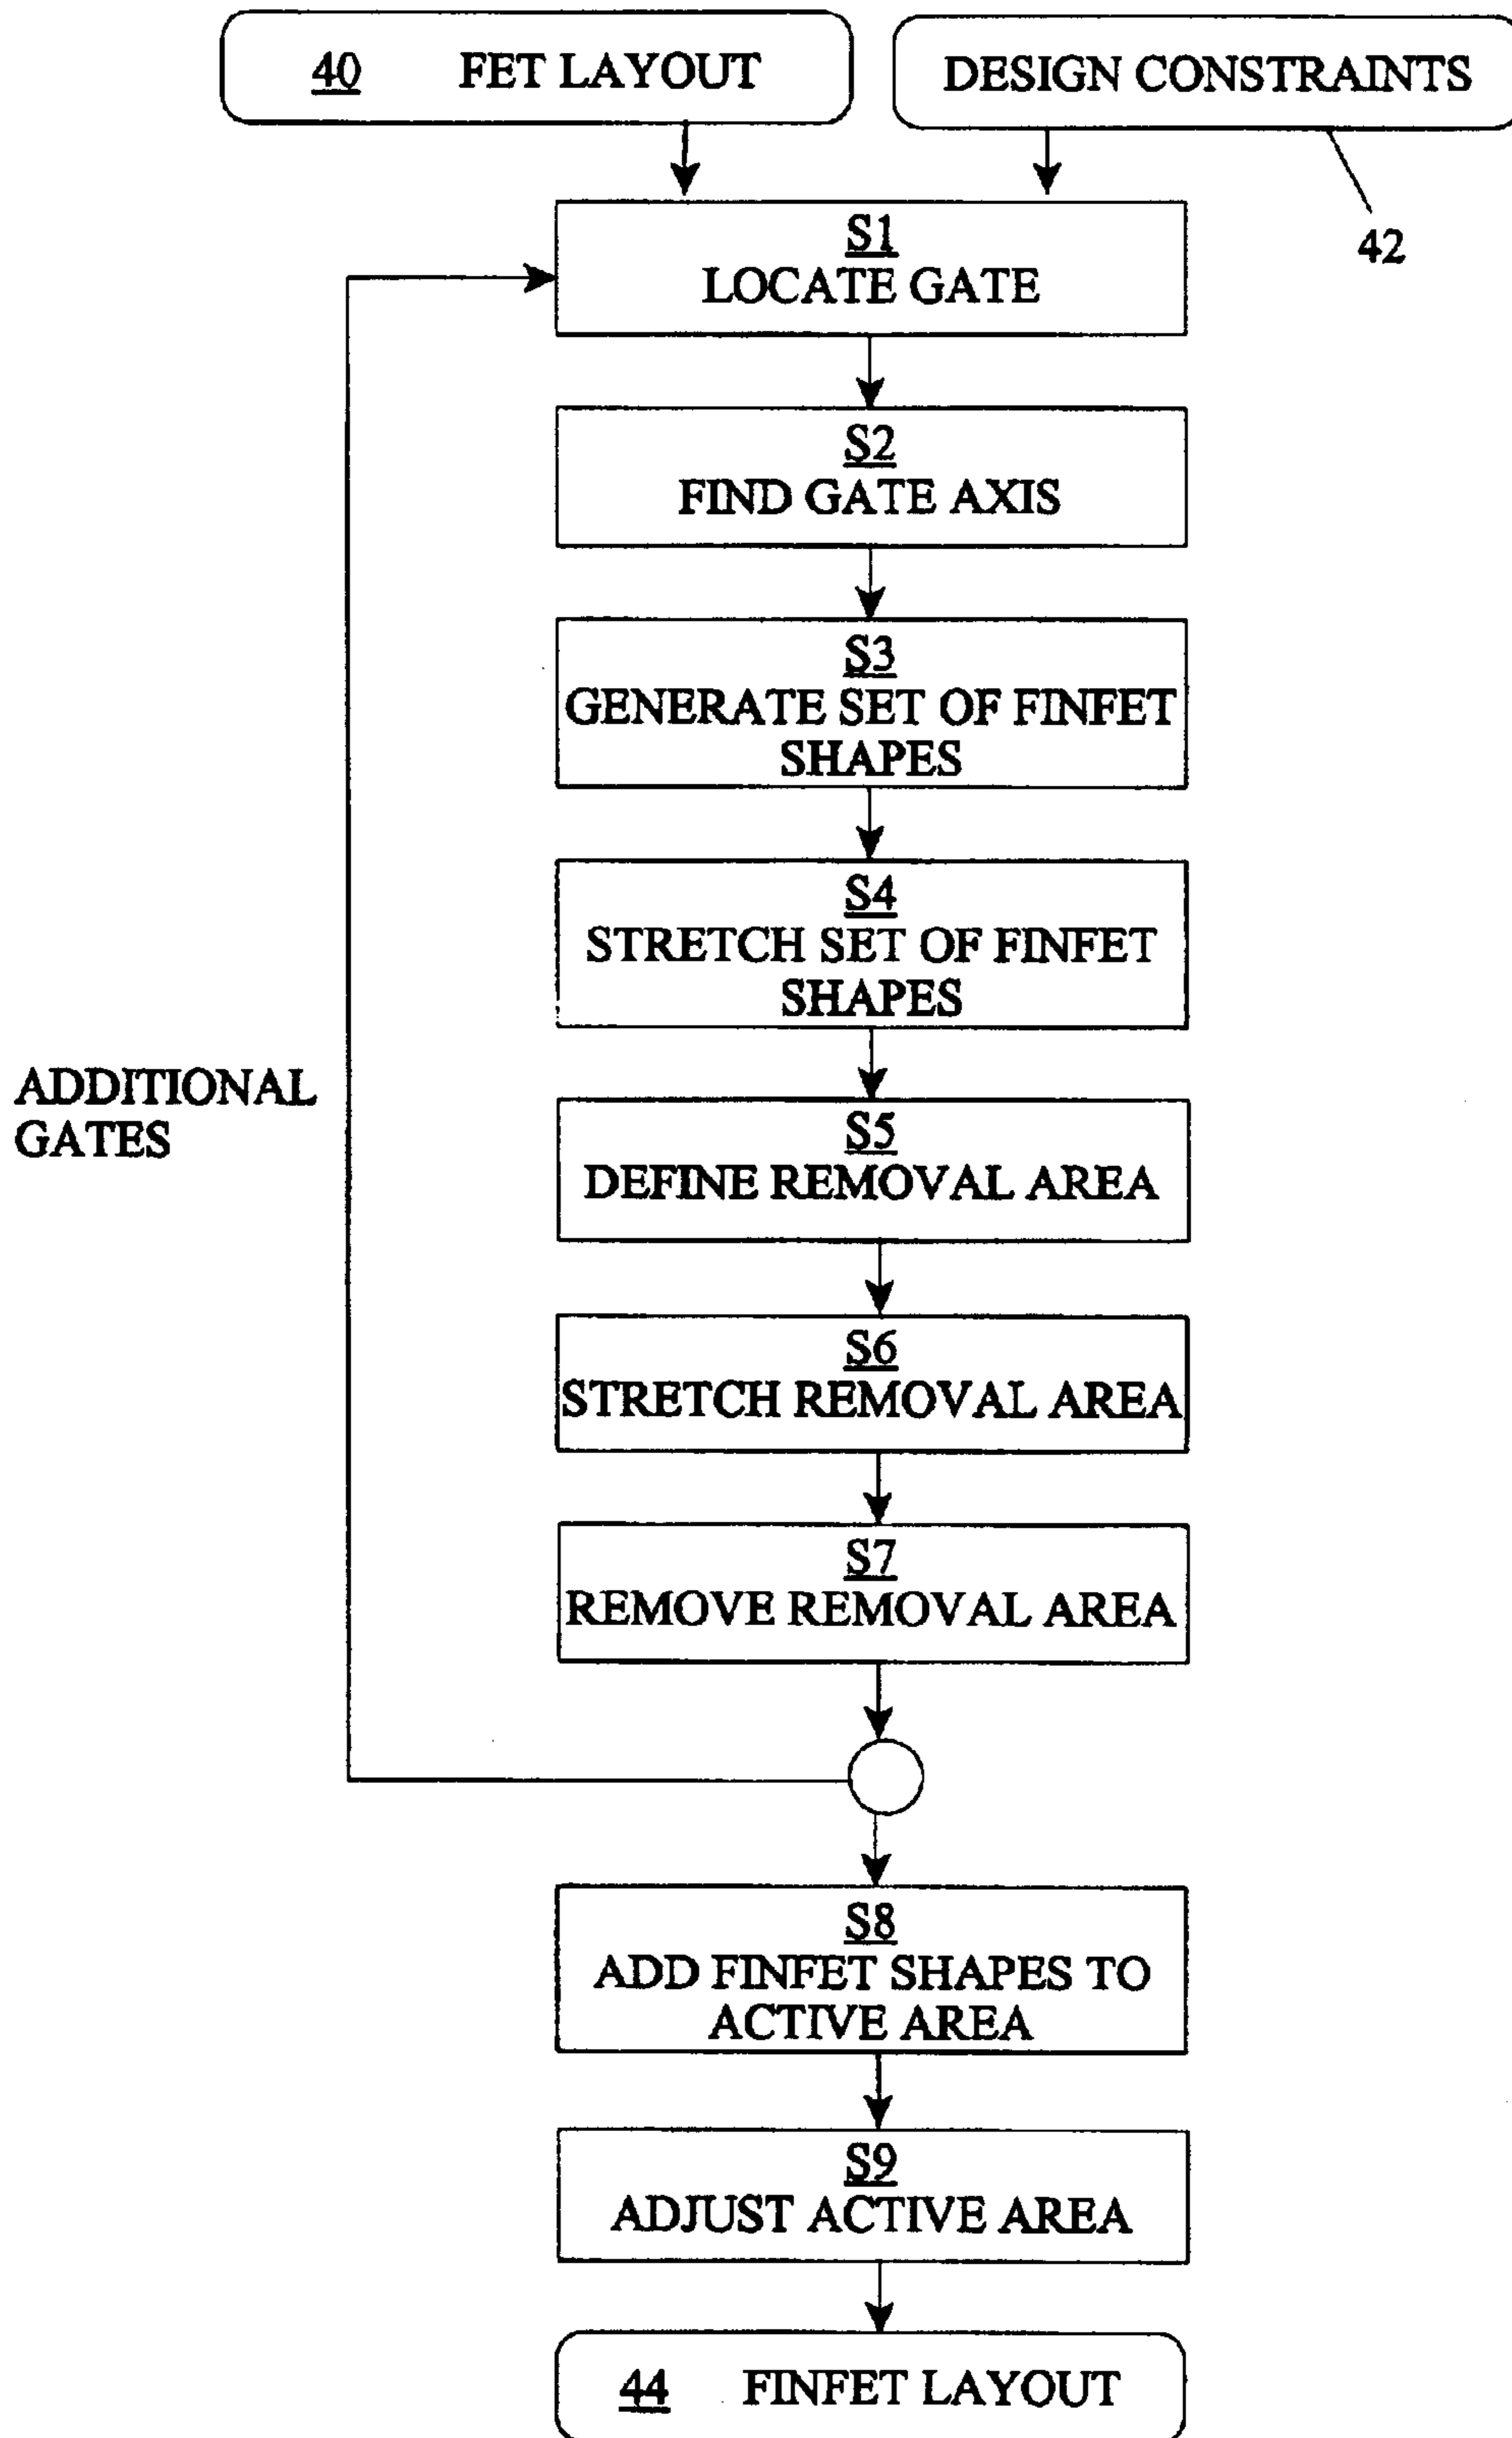 40 FET LAYOUT
DESIGN CONSTRAINTS
42
S1
LOCATE GATE
S2
FIND GATE AXIS
S3
GENERATE SET OF FINFET
SHAPES
S4
STRETCH SET OF FINFET
SHAPES
ADDITIONAL
GATES
S5
DEFINE REMOVAL AREA
S6
STRETCH REMOVAL AREA
S7
REMOVE REMOVAL AREA
S8
ADD FINFET SHAPES TO
ACTIVE AREA
S9
ADJUST ACTIVE AREA
44 FINFET LAYOUT